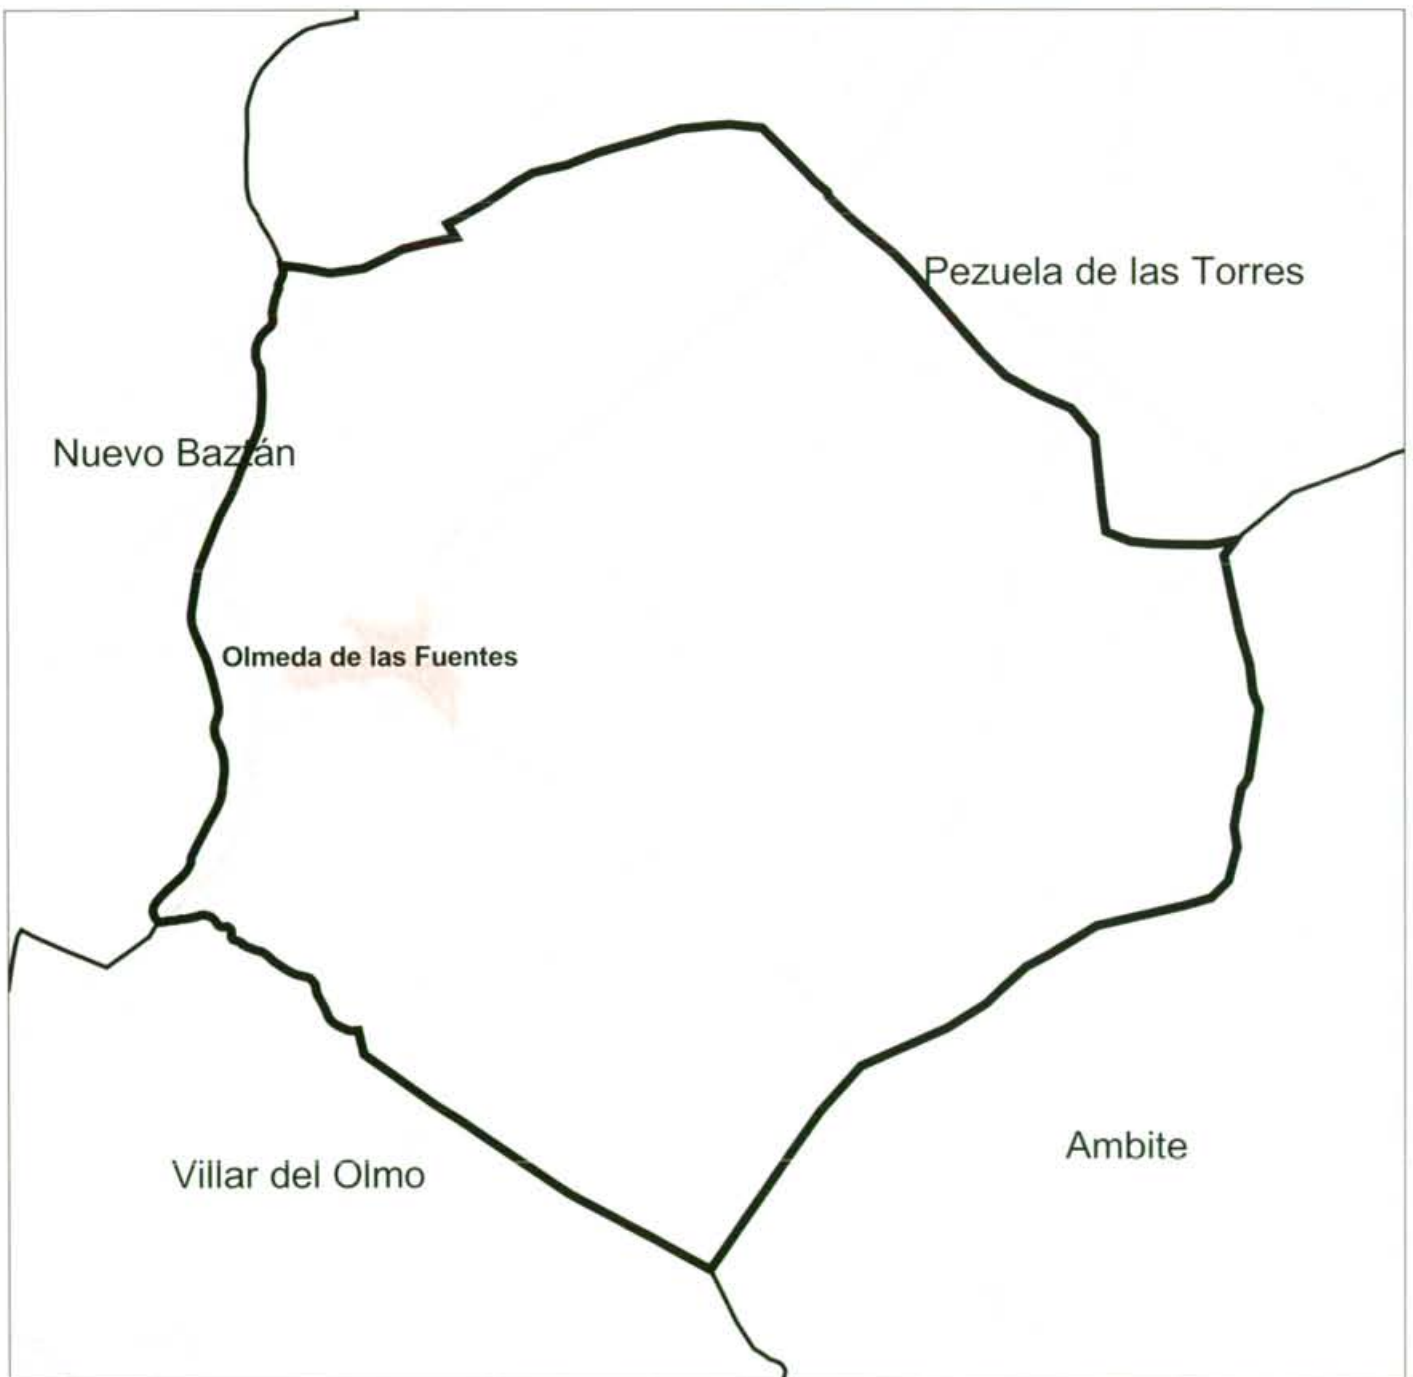 Pezuela de las Torres
Nuevo Baztán
Olmeda de las Fuentes
Ambite
Villar del Olmo